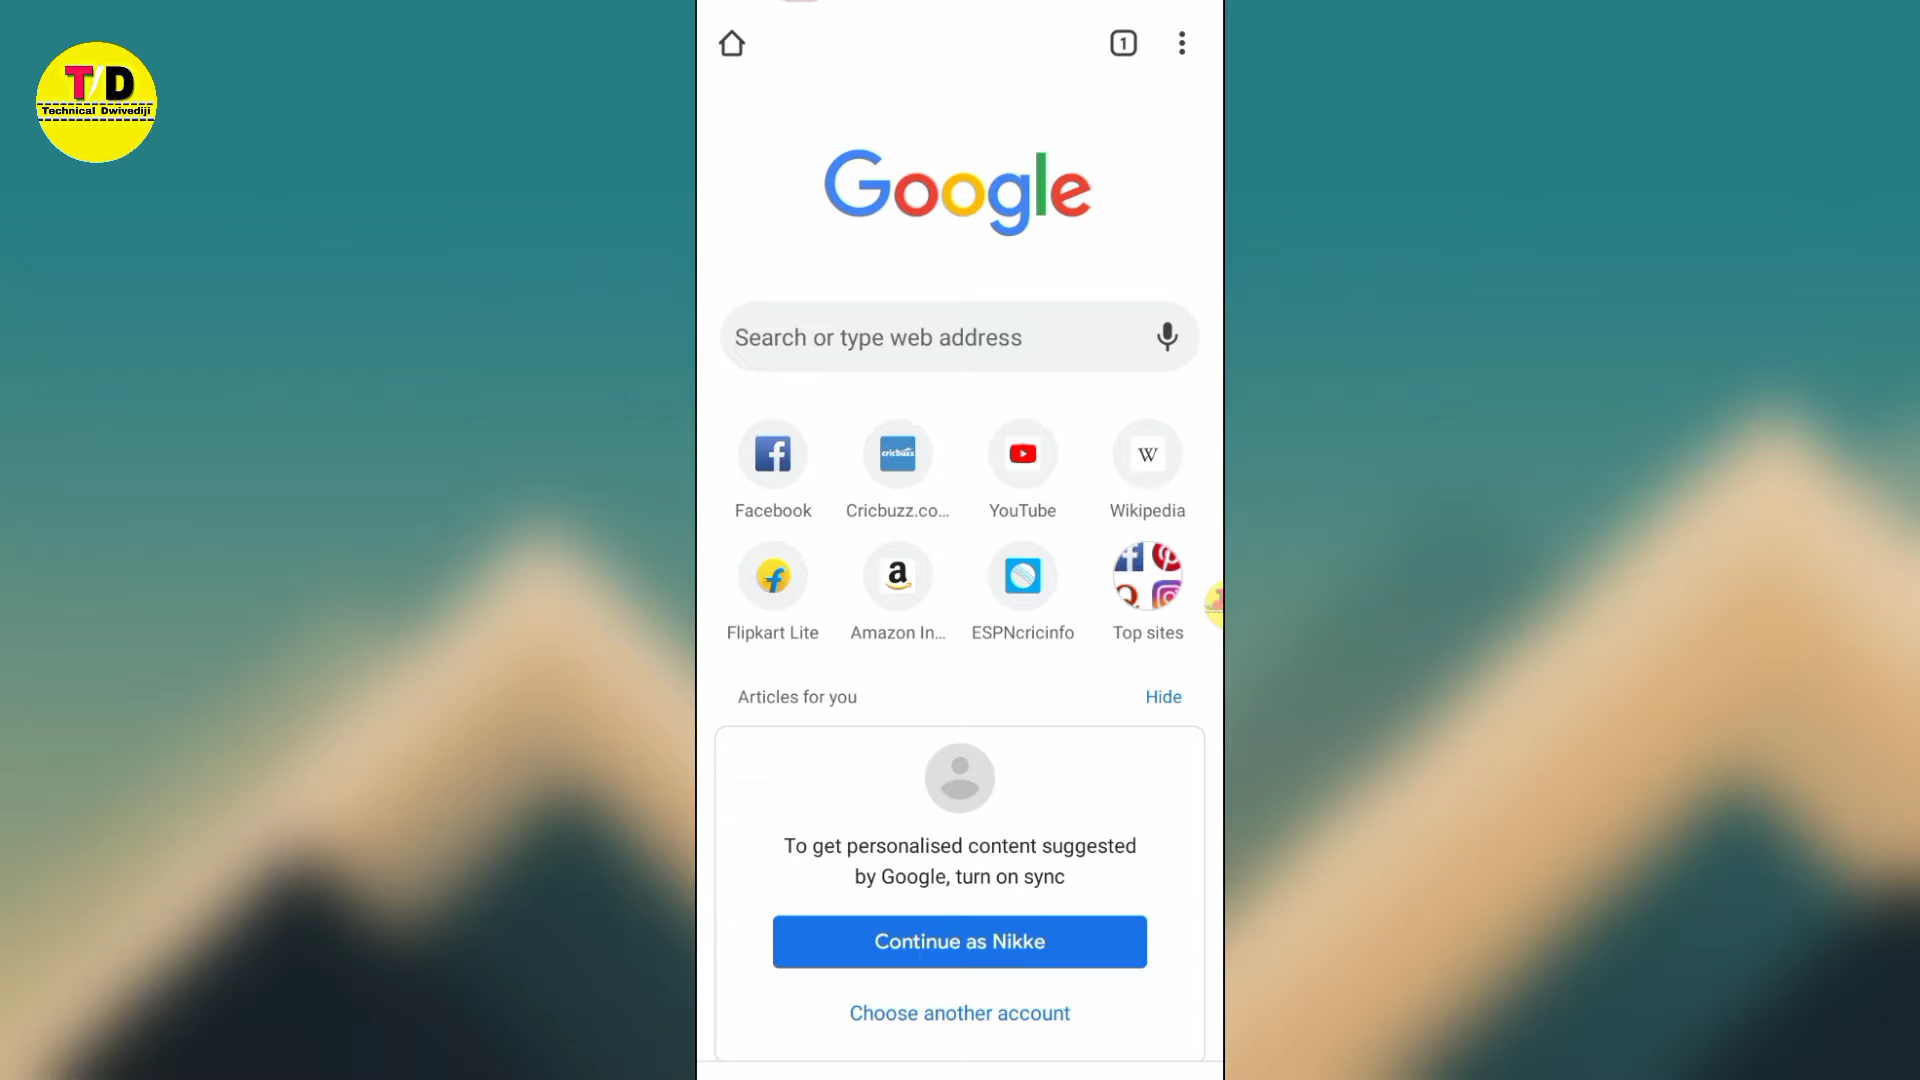 T/D
Technical Dwivediji
1
Google
Search or type web address
cricbuzz
W
Facebook
Cricbuzz.co...
YouTube
Wikipedia
a
Flipkart Lite
Amazon In...
ESPNcricinfo
Top sites
Articles for you
Hide
To get personalised content suggested
by Google, turn on sync
Continue as Nikke
Choose another account